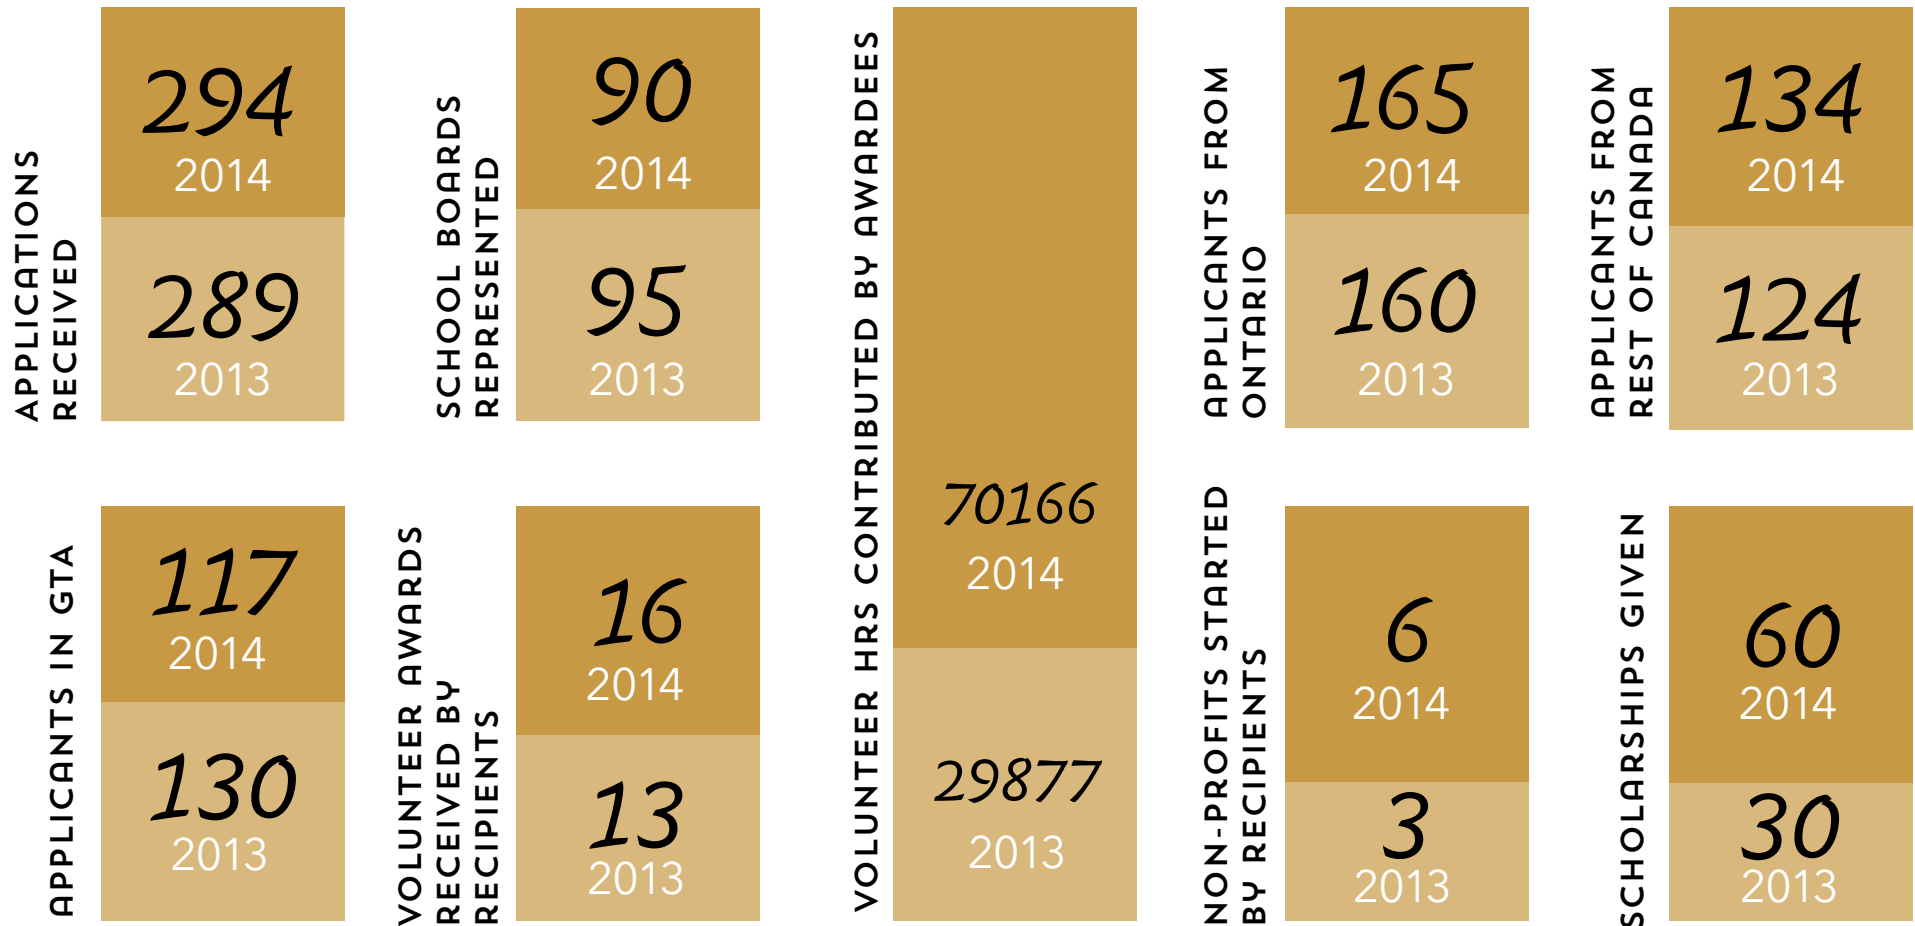 APPLICATIONS
RECEIVED
294
2014
289
2013
SCHOOL BOARDS
REPRESENTED
90
2014
95
2013
VOLUNTEER HRS CONTRIBUTED BY AWARDEES
70166
2014
29877
2013
APPLICANTS FROM
ONTARIO
165
2014
160
2013
APPLICANTS FROM
REST OF CANADA
134
2014
124
2013
APPLICANTS IN GTA
117
2014
130
2013
VOLUNTEER AWARDS
RECEIVED BY
RECIPIENTS
16
2014
13
2013
NON-PROFITS STARTED
BY RECIPIENTS
6
2014
3
2013
SCHOLARSHIPS GIVEN
60
2014
30
2013